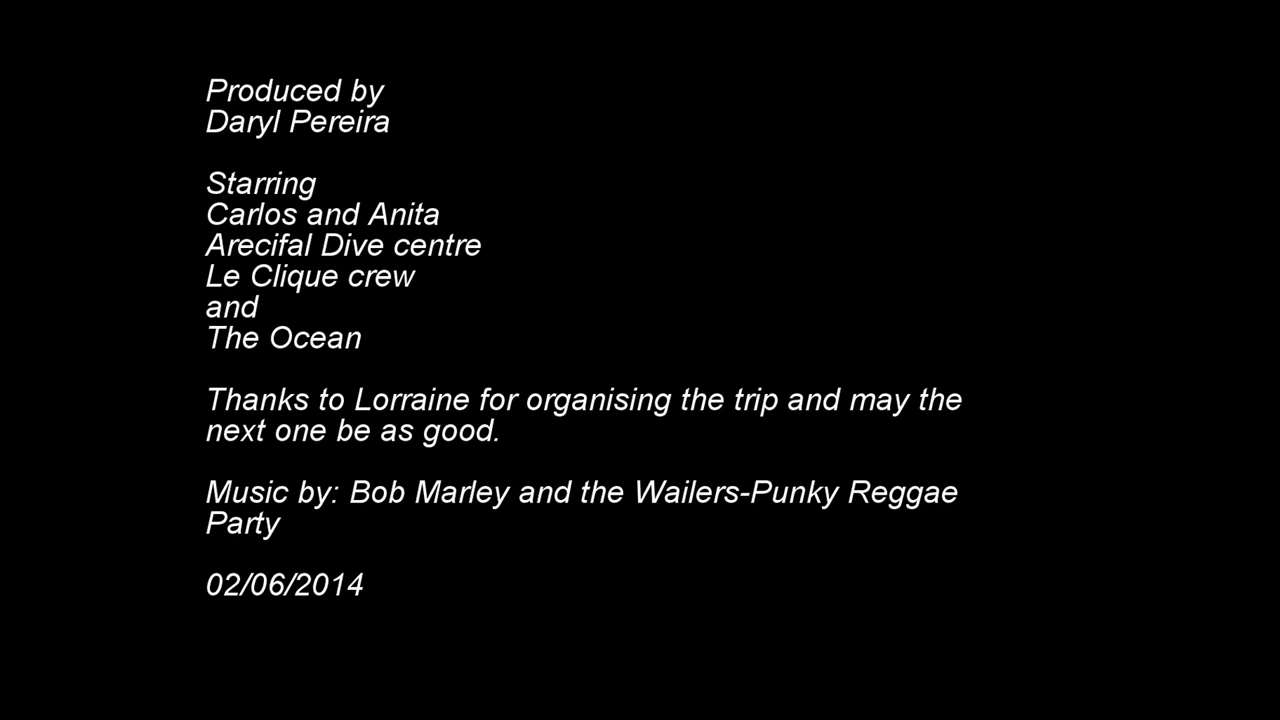 Produced by
Daryl Pereira
Starring
Carlos and Anita
Arecifal Dive centre
Le Clique crew
and
The Ocean
Thanks to Lorraine for organising the trip and may the
next one be as good.
Music by: Bob Marley and the Wailers-Punky Reggae
Party
02/06/2014